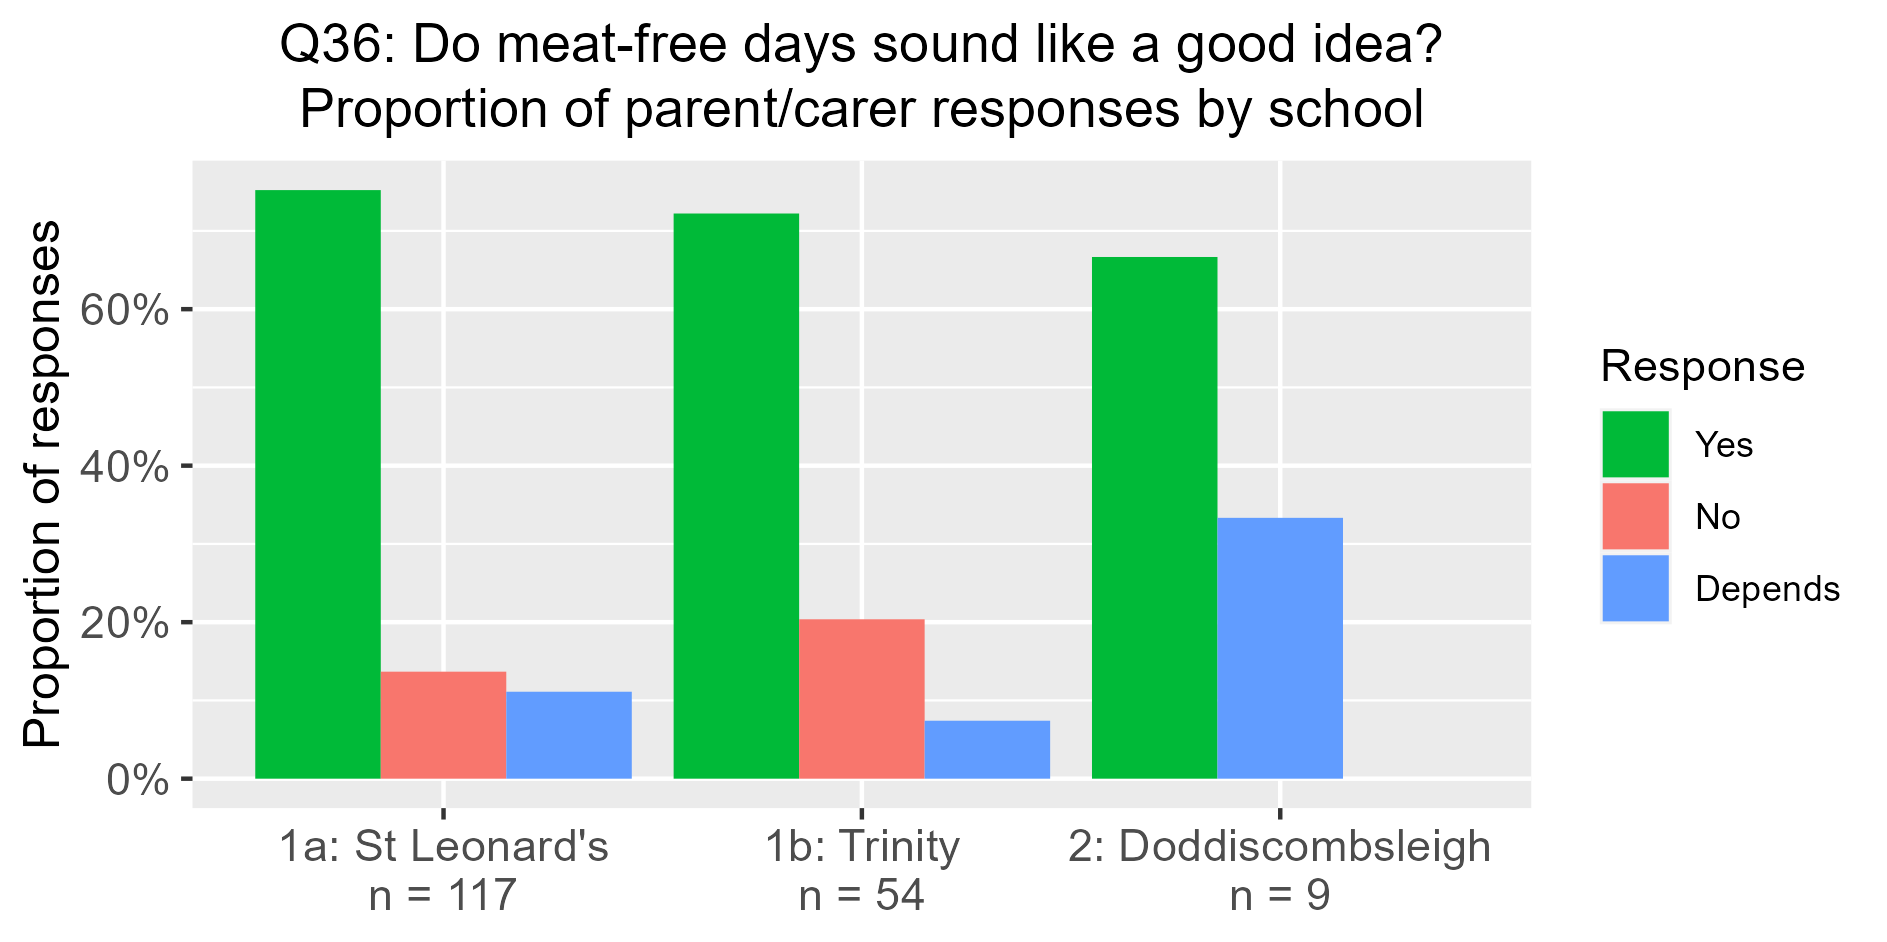 Q36: Do meat-free days sound like a good idea?
Proportion of parent/carer responses by school
Proportion of responses
60%
40%
20%
0%
1a: St Leonard's
n = 117
1b: Trinity
n = 54
2: Doddiscombsleigh
n = 9
Response
Yes
No
Depends